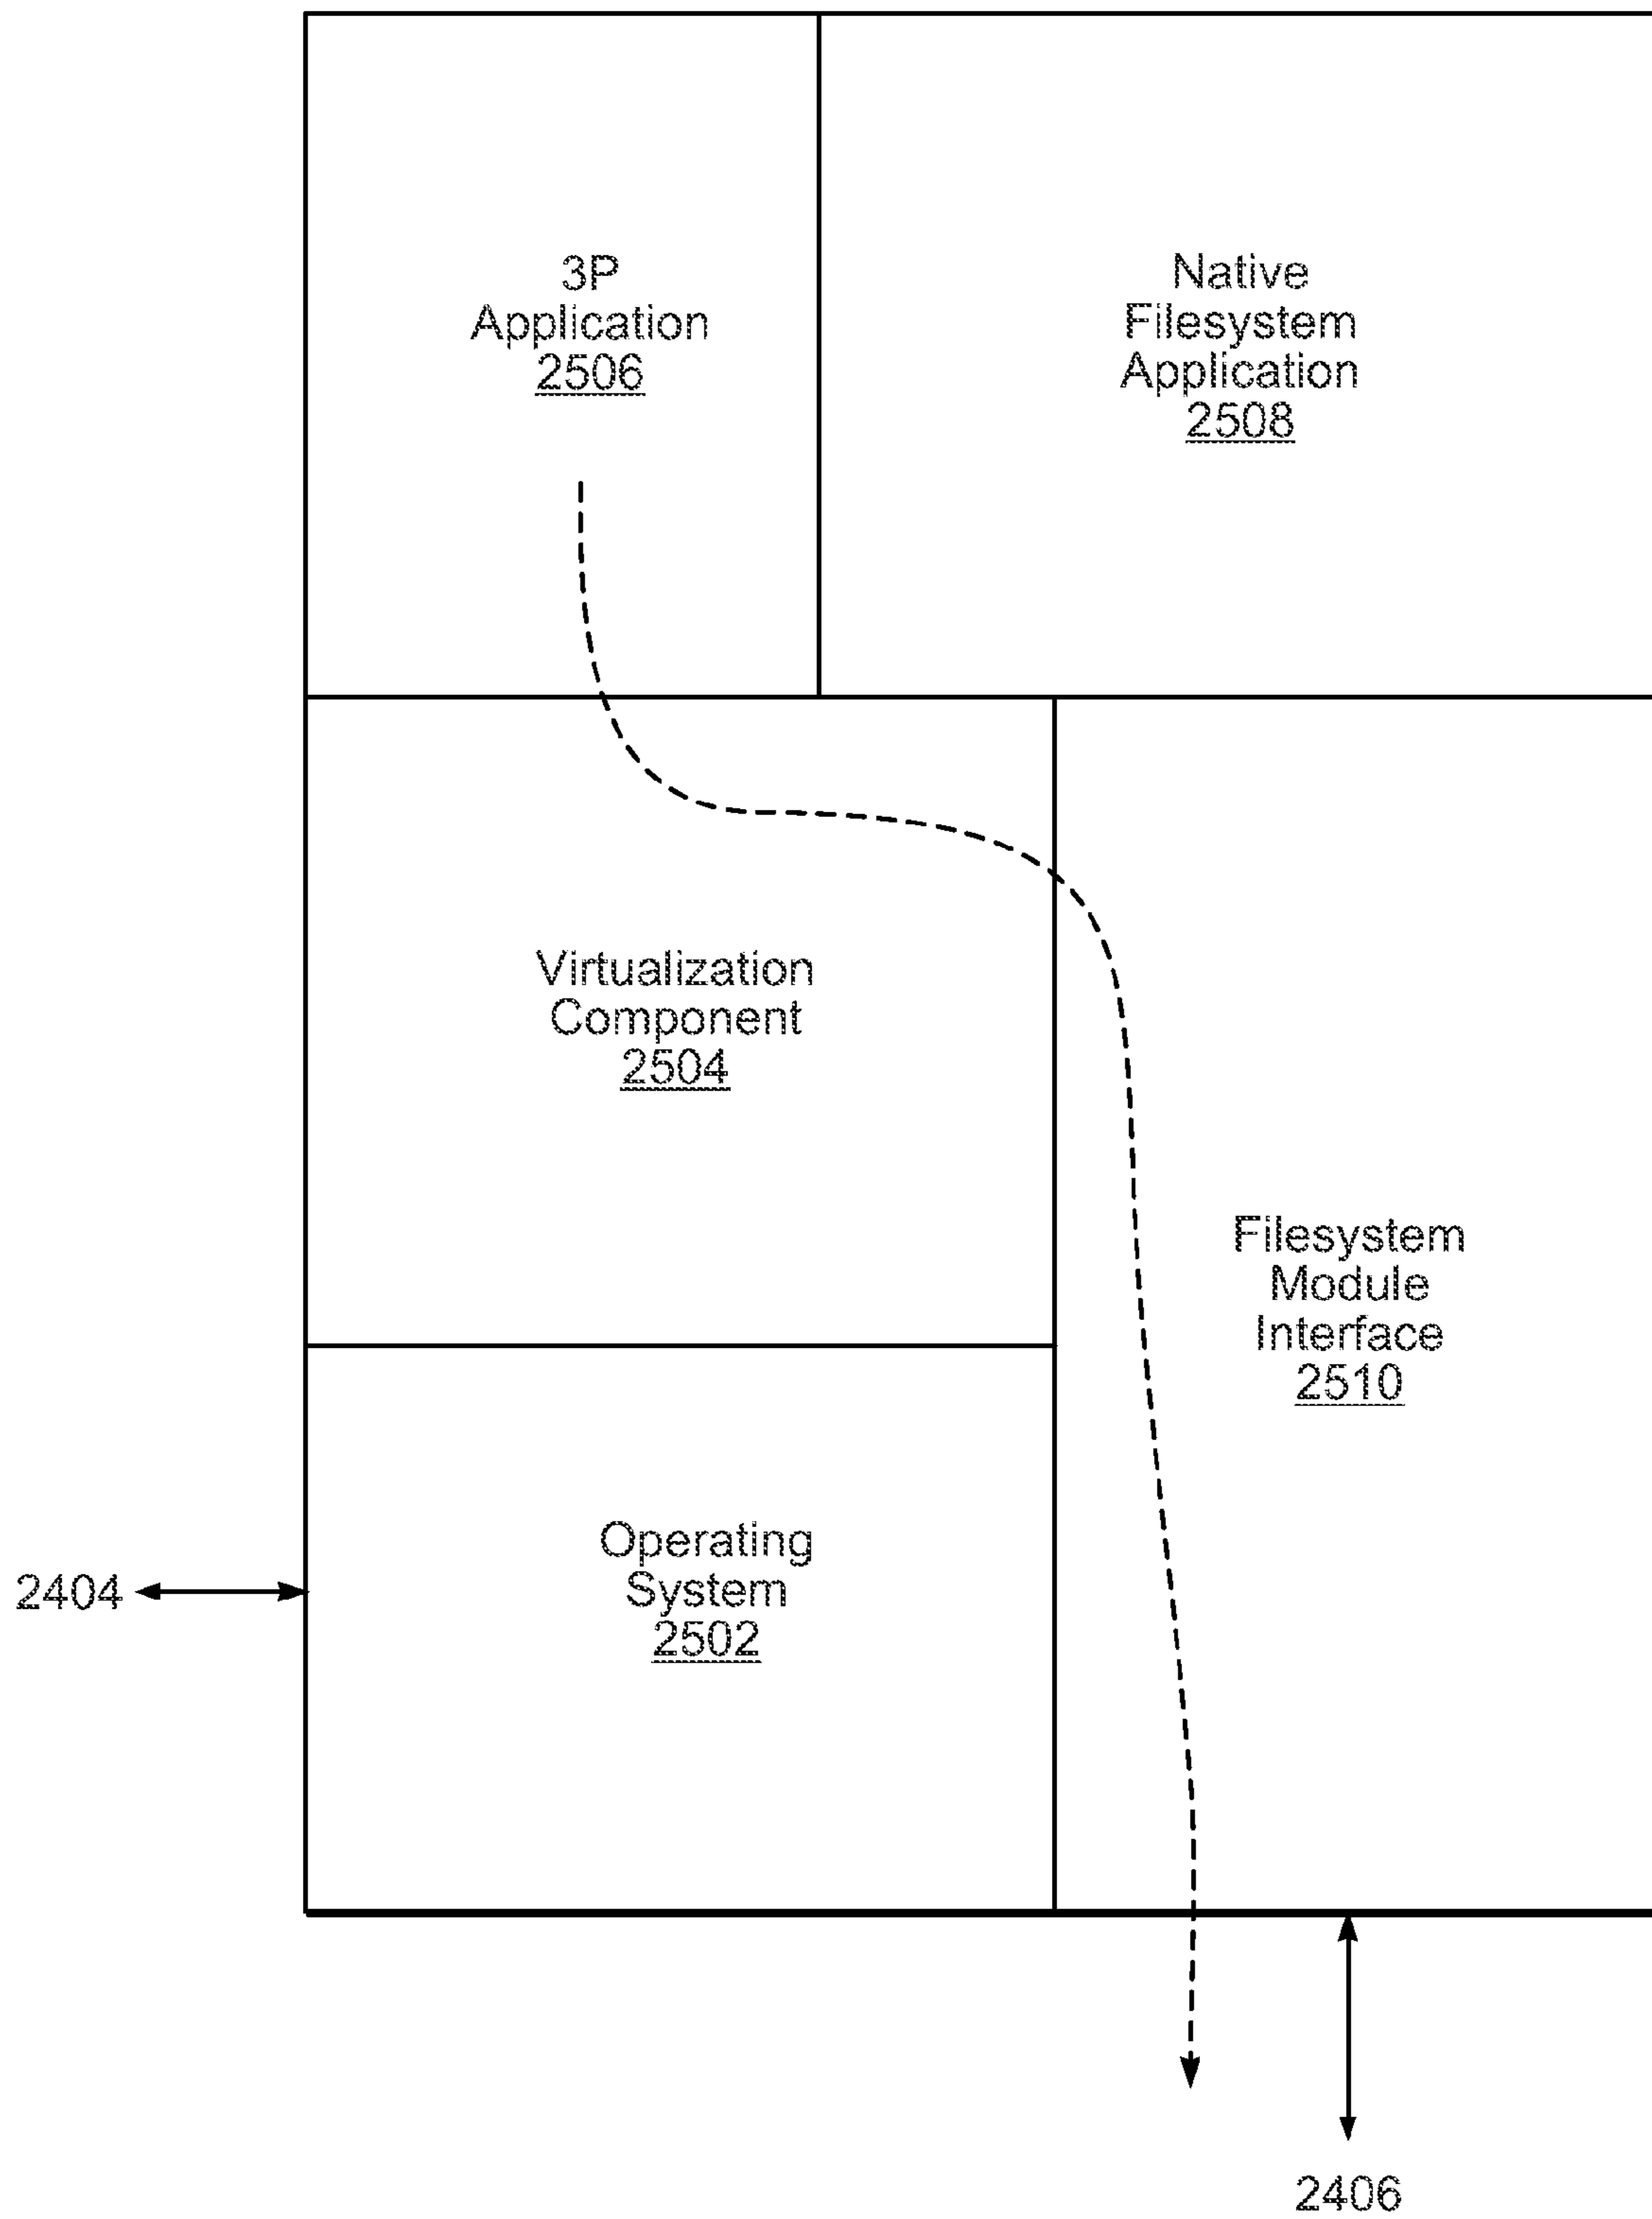 3P
Application
2506
Native
Filesystem
Application
2508
Virtualization
Component
2504
Filesystem
Module
Interface
2510
Operating
System
2502
2404
2406